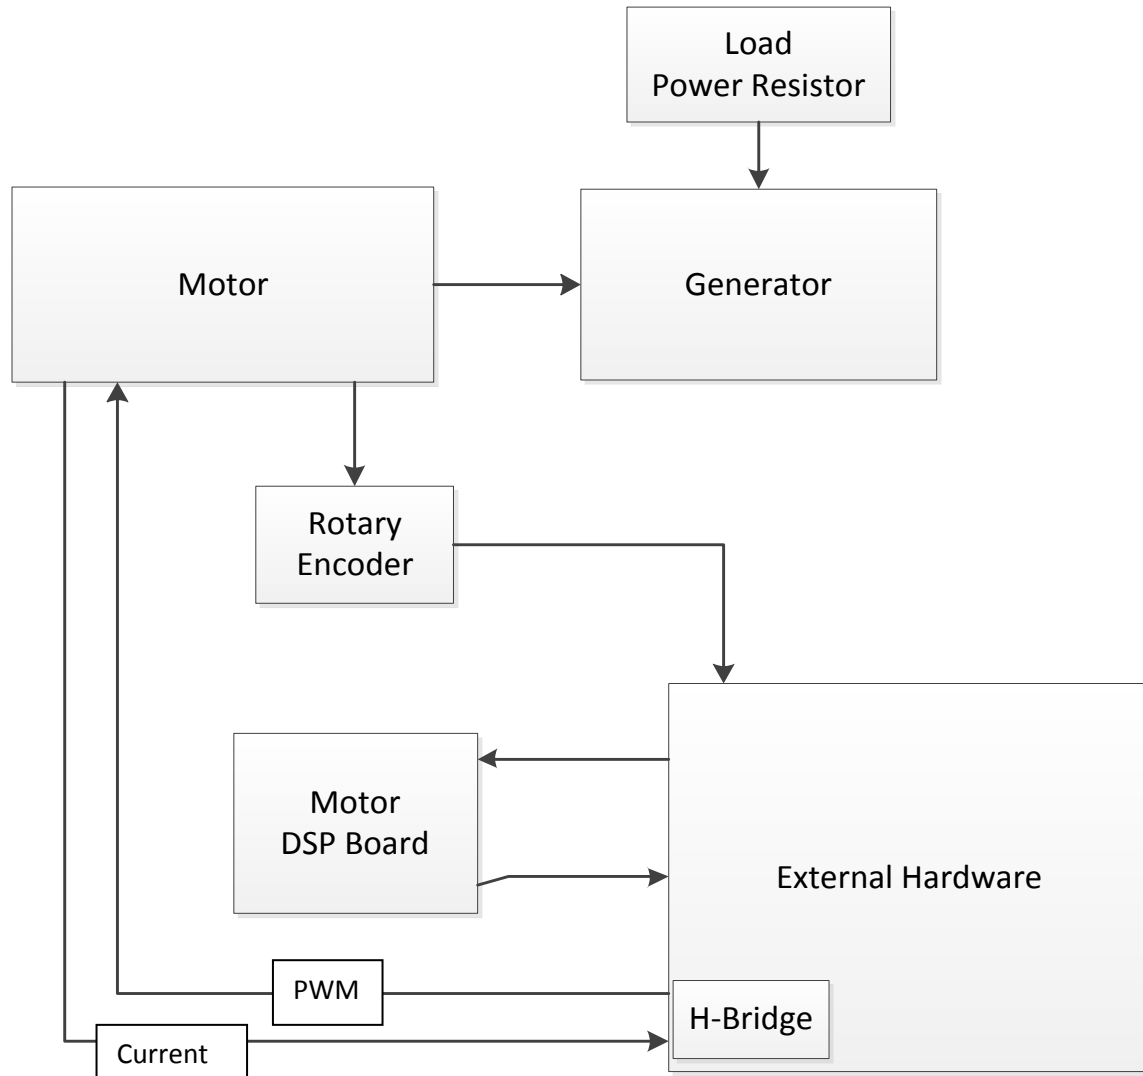 Load
Power Resistor
Motor
Generator
Rotary
Encoder
Motor
DSP Board
External Hardware
PWM
H-Bridge
Current